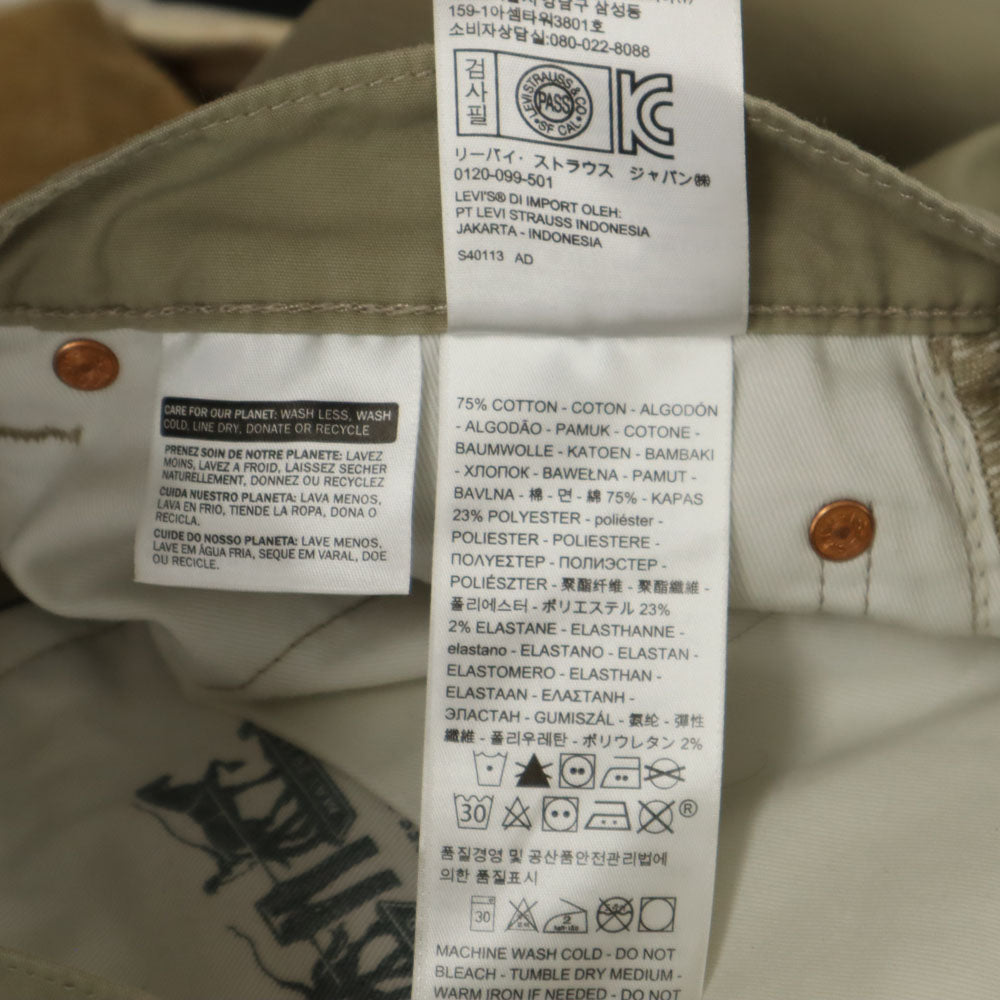 159-1아셈타워3801호
소비자상담실:080-022-8088
검사필
LEVI STRAUSS & CO
PASS
SF CAL
リーバイ・ストラウス ジャパン㈱
0120-099-501
LEVI'S® DI IMPORT OLEH:
PT LEVI STRAUSS INDONESIA
JAKARTA - INDONESIA
S40113 AD
CARE FOR OUR PLANET: WASH LESS, WASH
COLD, LINE DRY, DONATE OR RECYCLE
PRENEZ SOIN DE NOTRE PLANETE: LAVEZ
MOINS, LAVEZ A FROID, LAISSEZ SECHER
NATURELLEMENT, DONNEZ OU RECYCLEZ
CUIDA NUESTRO PLANETA: LAVA MENOS,
LAVA EN FRIO, TIENDE LA ROPA, DONA O
RECICLA.
CUIDE DO NOSSO PLANETA: LAVE MENOS,
LAVE EM ÁGUA FRIA, SEQUE EM VARAL, DOE
OU RECICLE.
75% COTTON - COTON - ALGODÓN
- ALGODÃO - PAMUK - COTONE -
BAUMWOLLE - KATOEN - BAMBAKI
- ХЛОПОК - BAWEŁNA - PAMUT -
BAVLNA - 棉 - 면 - 綿 75% - KAPAS
23% POLYESTER - poliéster -
POLIESTER - POLIESTERE -
ΠΟΛΥΕΣΤΕΡ - ПОЛИЭСТЕР -
POLIÉSZTER - 聚酯纤维 - 聚酯纖維 -
폴리에스터 - ポリエステル 23%
2% ELASTANE - ELASTHANNE -
elastano - ELASTANO - ELASTAN -
ELASTOMERO - ELASTHAN -
ELASTAAN - ΕΛΑΣΤΑΝΗ -
ЭЛАСТАН - GUMISZÁL - 氨纶 - 彈性
纖維 - 폴리우레탄 - ポリウレタン 2%
30 ®
품질경영 및 공산품안전관리법에
의한 품질표시
30 2
MACHINE WASH COLD - DO NOT
BLEACH - TUMBLE DRY MEDIUM -
WARM IRON IF NEEDED - DO NOT